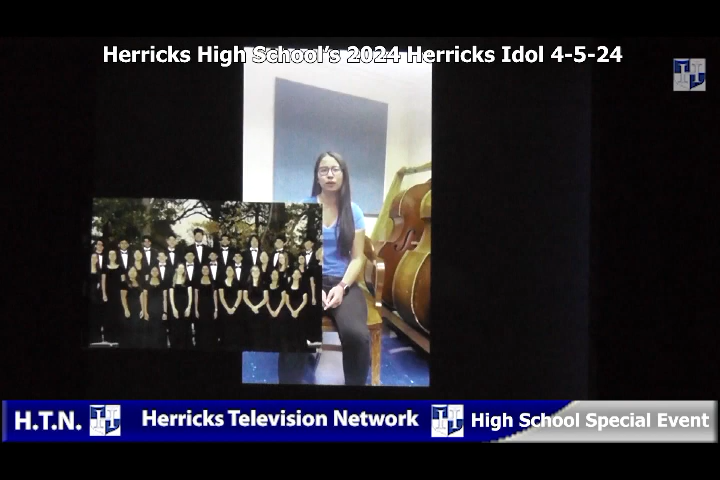 Herricks High School's 2024 Herricks Idol 4-5-24
H.T.N.
Herricks Television Network
High School Special Event